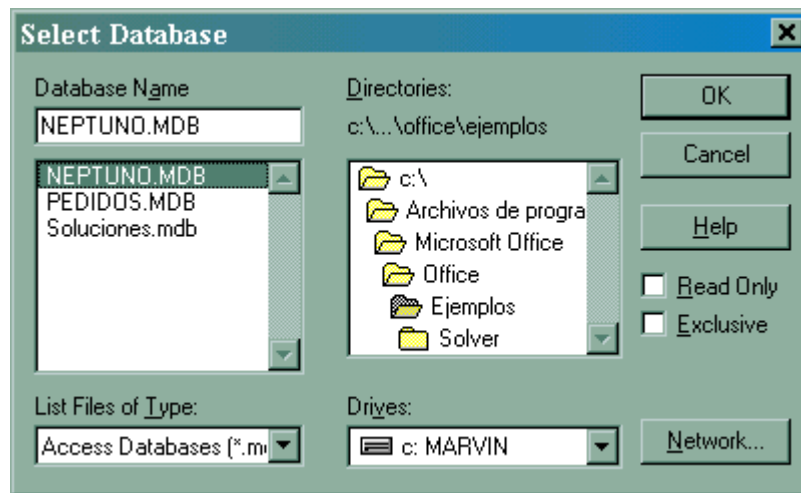 Select Database
Database Name
NEPTUNO.MDB
NEPTUNO.MDB
PEDIDOS.MDB
Soluciones.mdb
List Files of Type:
Access Databases (*.m
Directories:
c:\...\office\ejemplos
c:\
Archivos de progra
Microsoft Office
Office
Ejemplos
Solver
Drives:
c: MARVIN
OK
Cancel
Help
Read Only
Exclusive
Network...